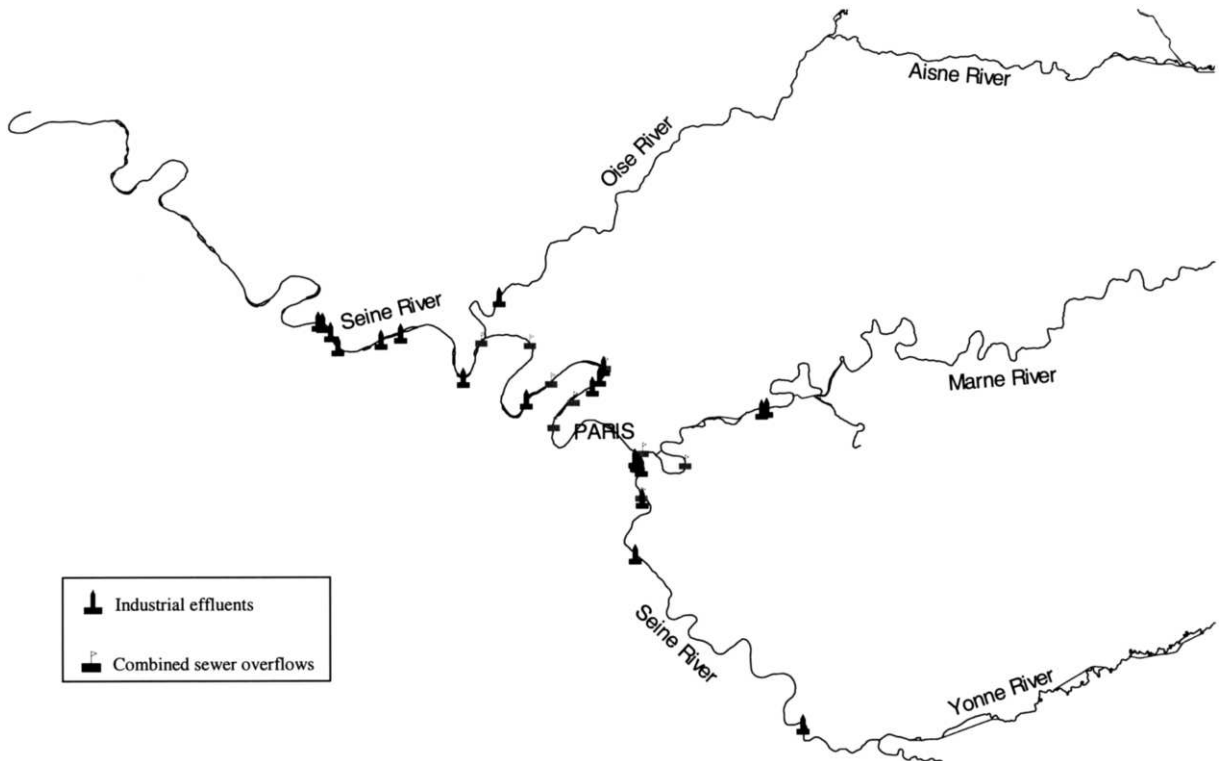 Aisne River
Oise River
Seine River
Marne River
PARIS
Seine River
Yonne River
Industrial effluents
Combined sewer overflows